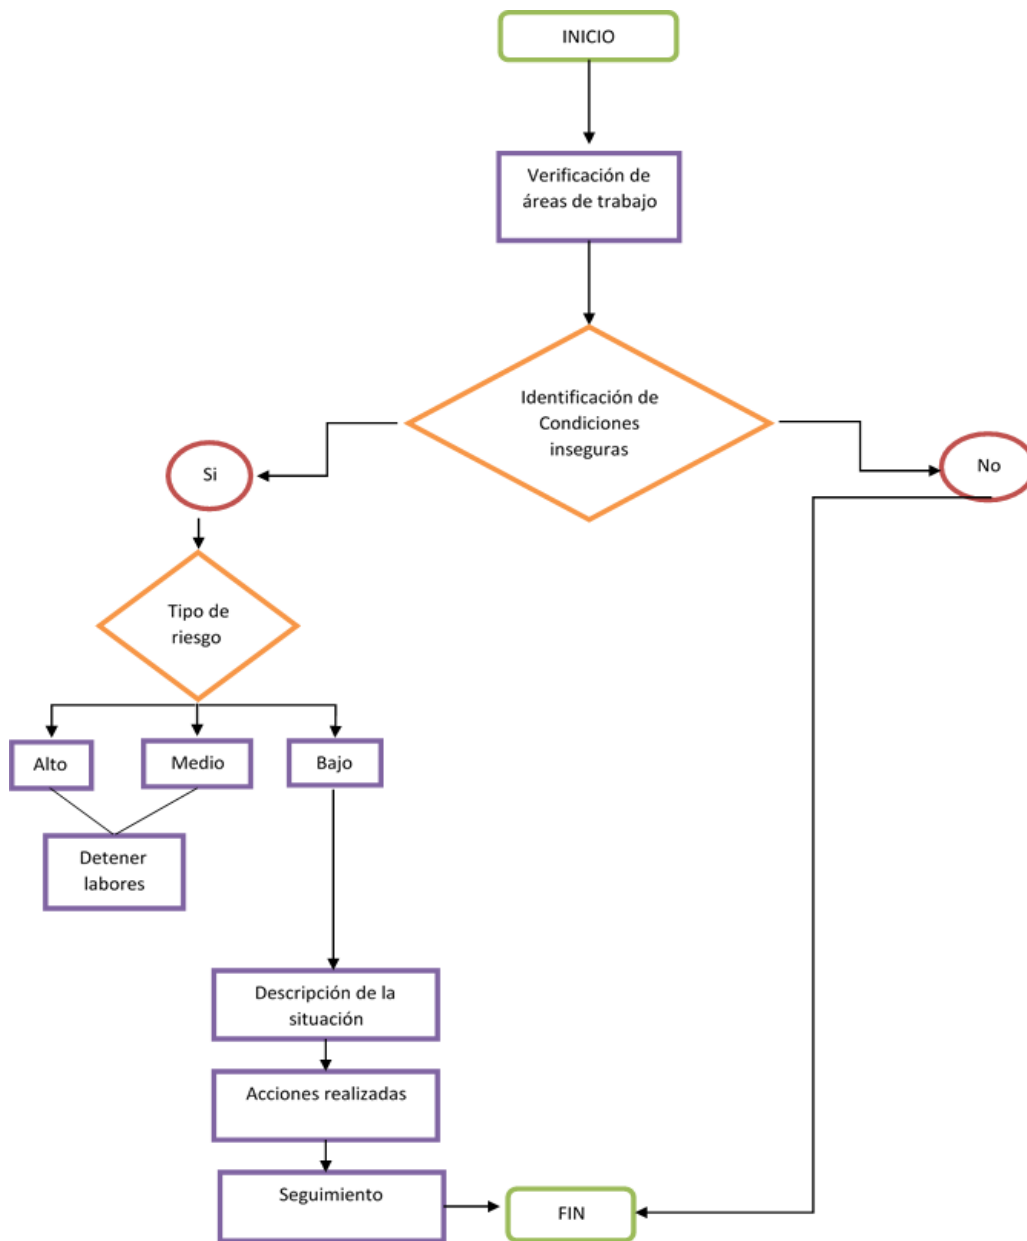 INICIO
Verificación de
áreas de trabajo
Identificación de
Condiciones
inseguras
Si
No
Tipo de
riesgo
Alto
Medio
Bajo
Detener
labores
Descripción de la
situación
Acciones realizadas
Seguimiento
FIN